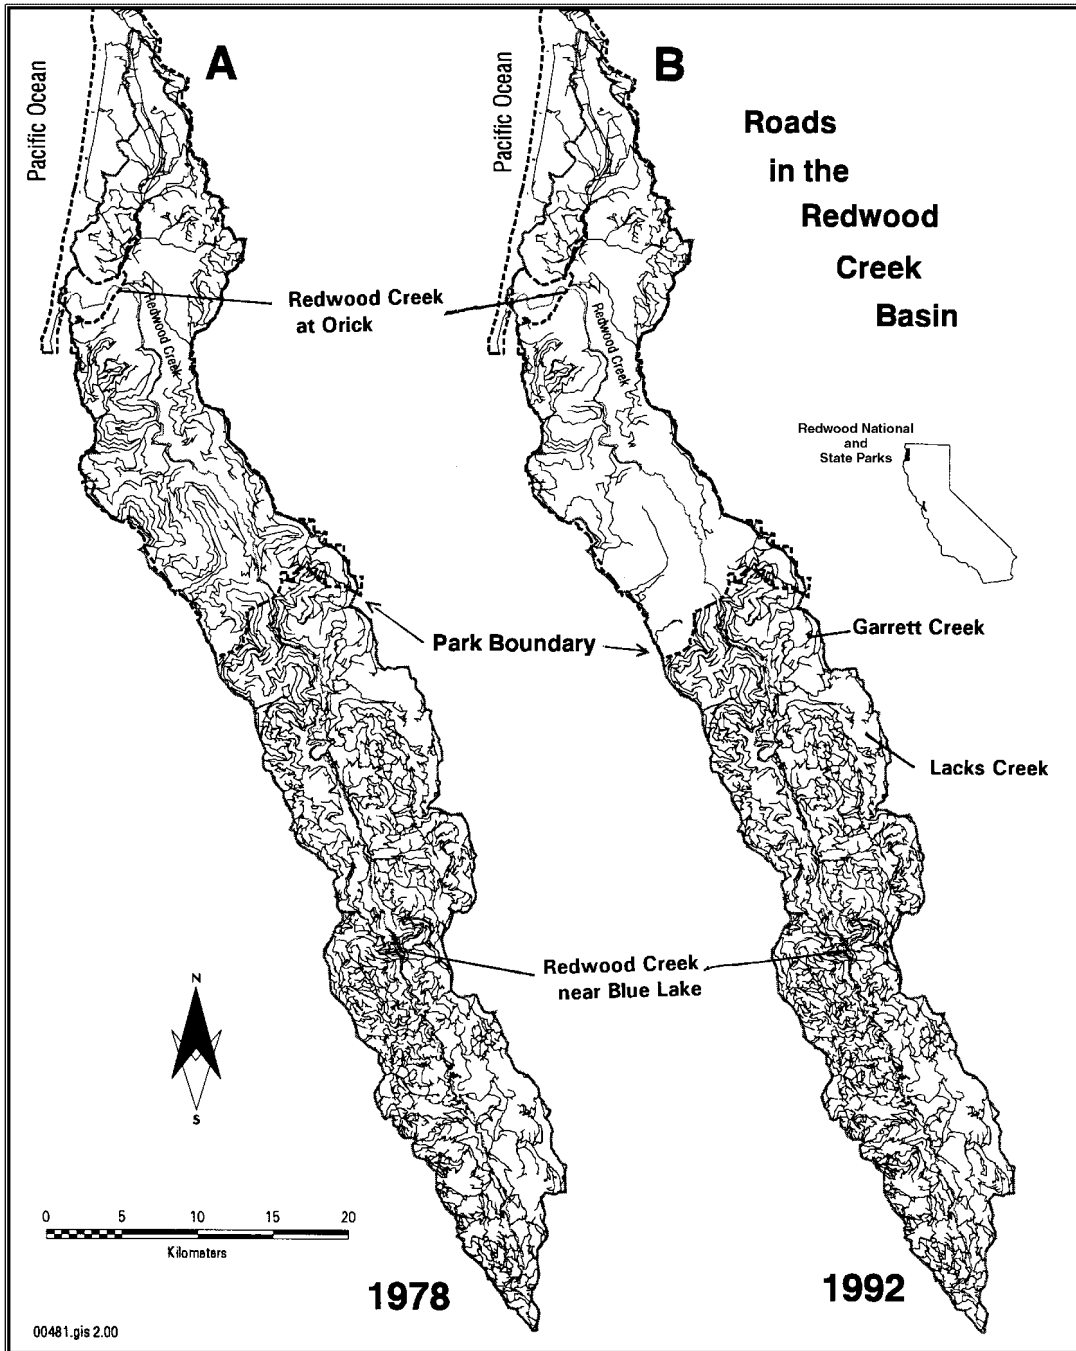 A
B
Pacific Ocean
Pacific Ocean
Roads
in the
Redwood
Creek
Basin
Redwood Creek
at Orick
Redwood Creek
Redwood Creek
Redwood National
and
State Parks
Park Boundary
Garrett Creek
Lacks Creek
Redwood Creek
near Blue Lake
N
S
0 5 10 15 20
Kilometers
1978
1992
00481.gis 2.00